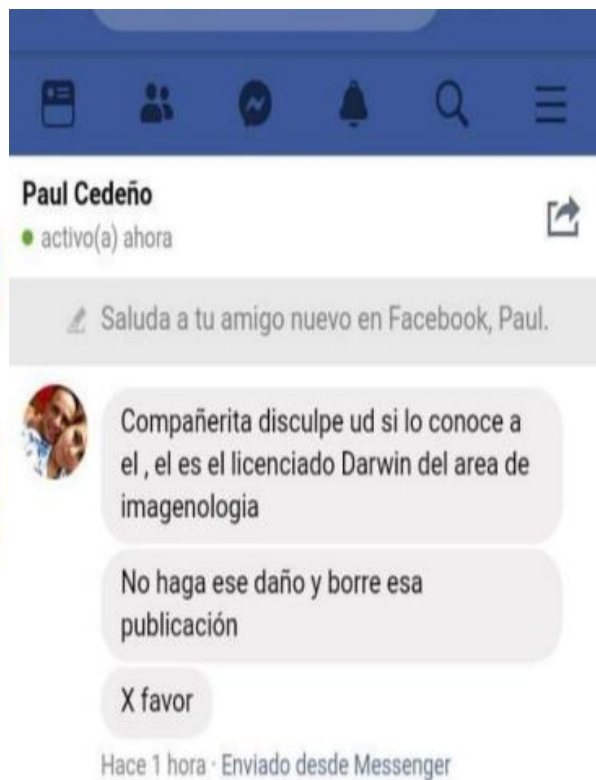 Paul Cedeño
activo(a) ahora
Saluda a tu amigo nuevo en Facebook, Paul.
Compañerita disculpe ud si lo conoce a
el , el es el licenciado Darwin del area de
imagenologia
No haga ese daño y borre esa
publicación
X favor
Hace 1 hora · Enviado desde Messenger